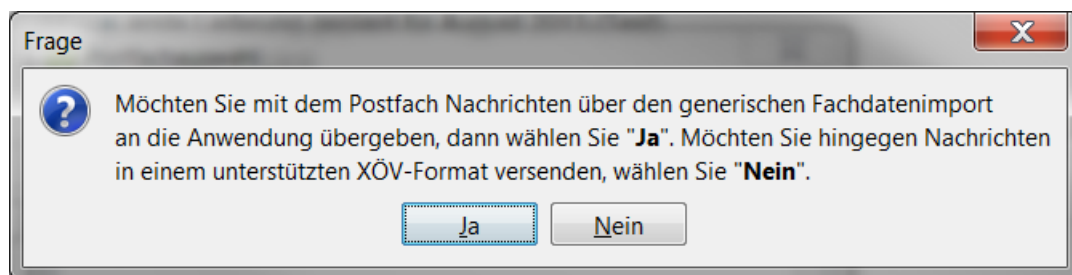 Frage
X
?
Möchten Sie mit dem Postfach Nachrichten über den generischen Fachdatenimport
an die Anwendung übergeben, dann wählen Sie "Ja". Möchten Sie hingegen Nachrichten
in einem unterstützten XÖV-Format versenden, wählen Sie "Nein".
Ja Nein